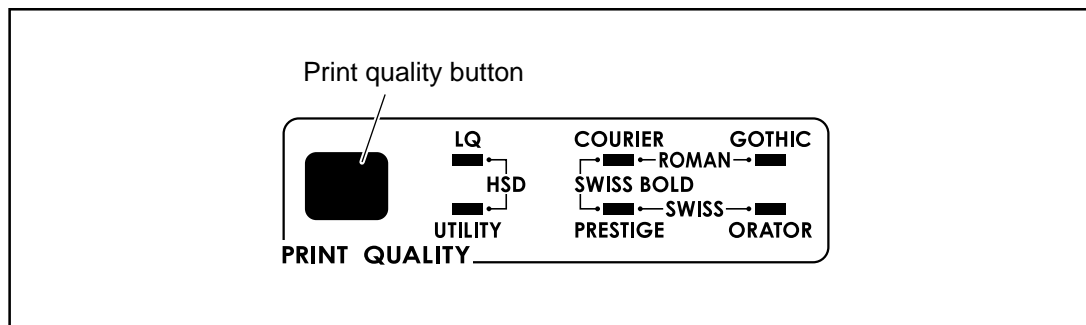 Print quality button
LQ COURIER GOTHIC
ROMAN
HSD SWISS BOLD
SWISS
UTILITY PRESTIGE ORATOR
PRINT QUALITY